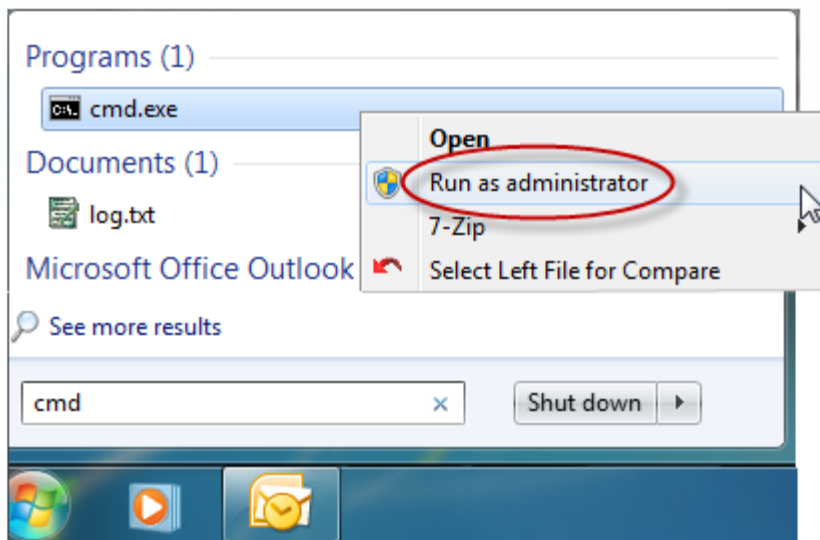 Programs (1)
cmd.exe
Open
Documents (1)
Run as administrator
log.txt
7-Zip
Microsoft Office Outlook
Select Left File for Compare
See more results
cmd
Shut down